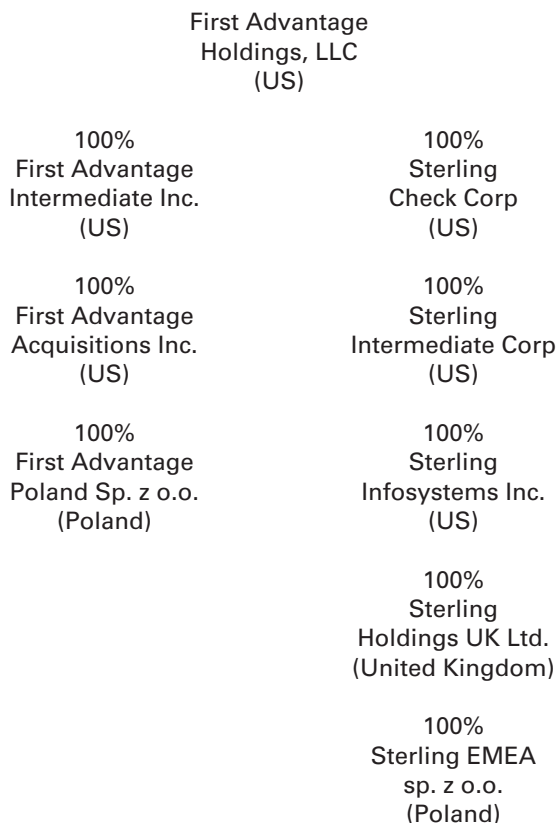 First Advantage
Holdings, LLC
(US)
100%
First Advantage
Intermediate Inc.
(US)
100%
First Advantage
Acquisitions Inc.
(US)
100%
First Advantage
Poland Sp. z o.o.
(Poland)
100%
Sterling
Check Corp
(US)
100%
Sterling
Intermediate Corp
(US)
100%
Sterling
Infosystems Inc.
(US)
100%
Sterling
Holdings UK Ltd.
(United Kingdom)
100%
Sterling EMEA
sp. z o.o.
(Poland)